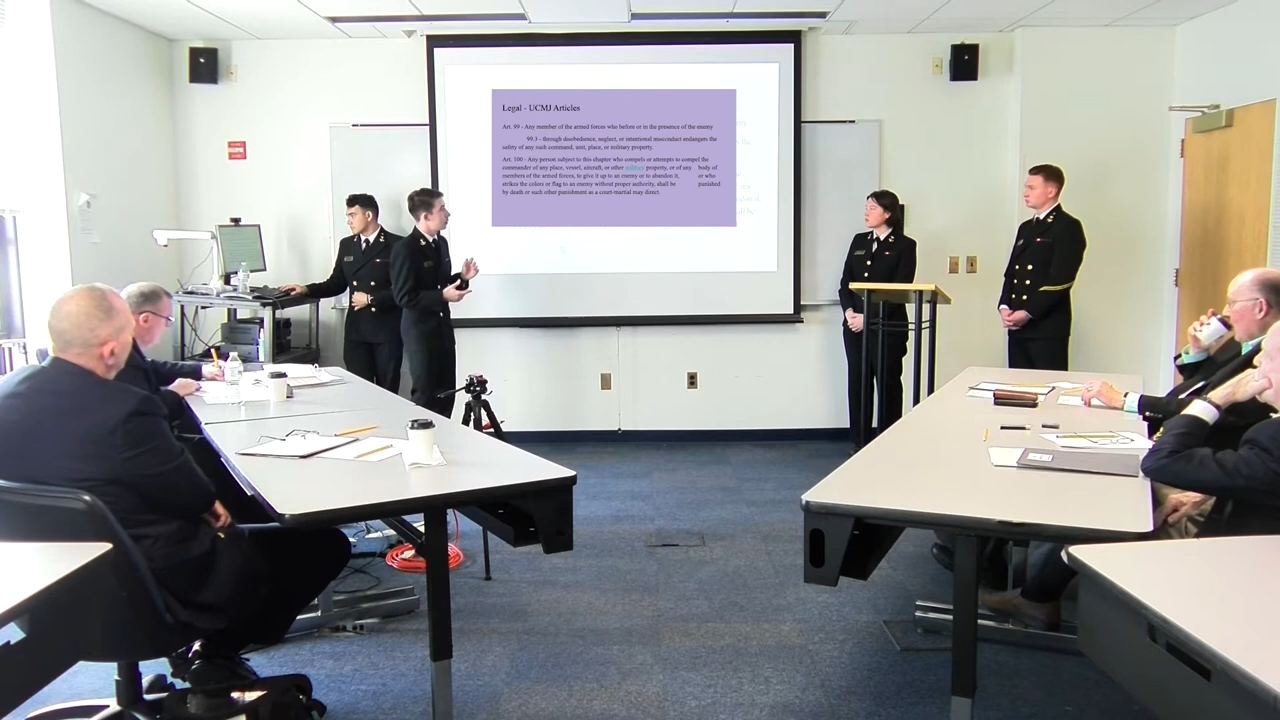 Legal - UCMJ Articles
Art. 99 - Any member of the armed forces who before or in the presence of the enemy
99.3 - through disobedience, neglect, or intentional misconduct endangers the
safety of any such command, unit, place, or military property.
Art. 100 - Any person subject to this chapter who compels or attempts to compel the
commander of any place, vessel, aircraft, or other military property, or of any body of
members of the armed forces, to give it up to an enemy or to abandon it, or who
strikes the colors or flag to an enemy without proper authority, shall be punished
by death or such other punishment as a court-martial may direct.